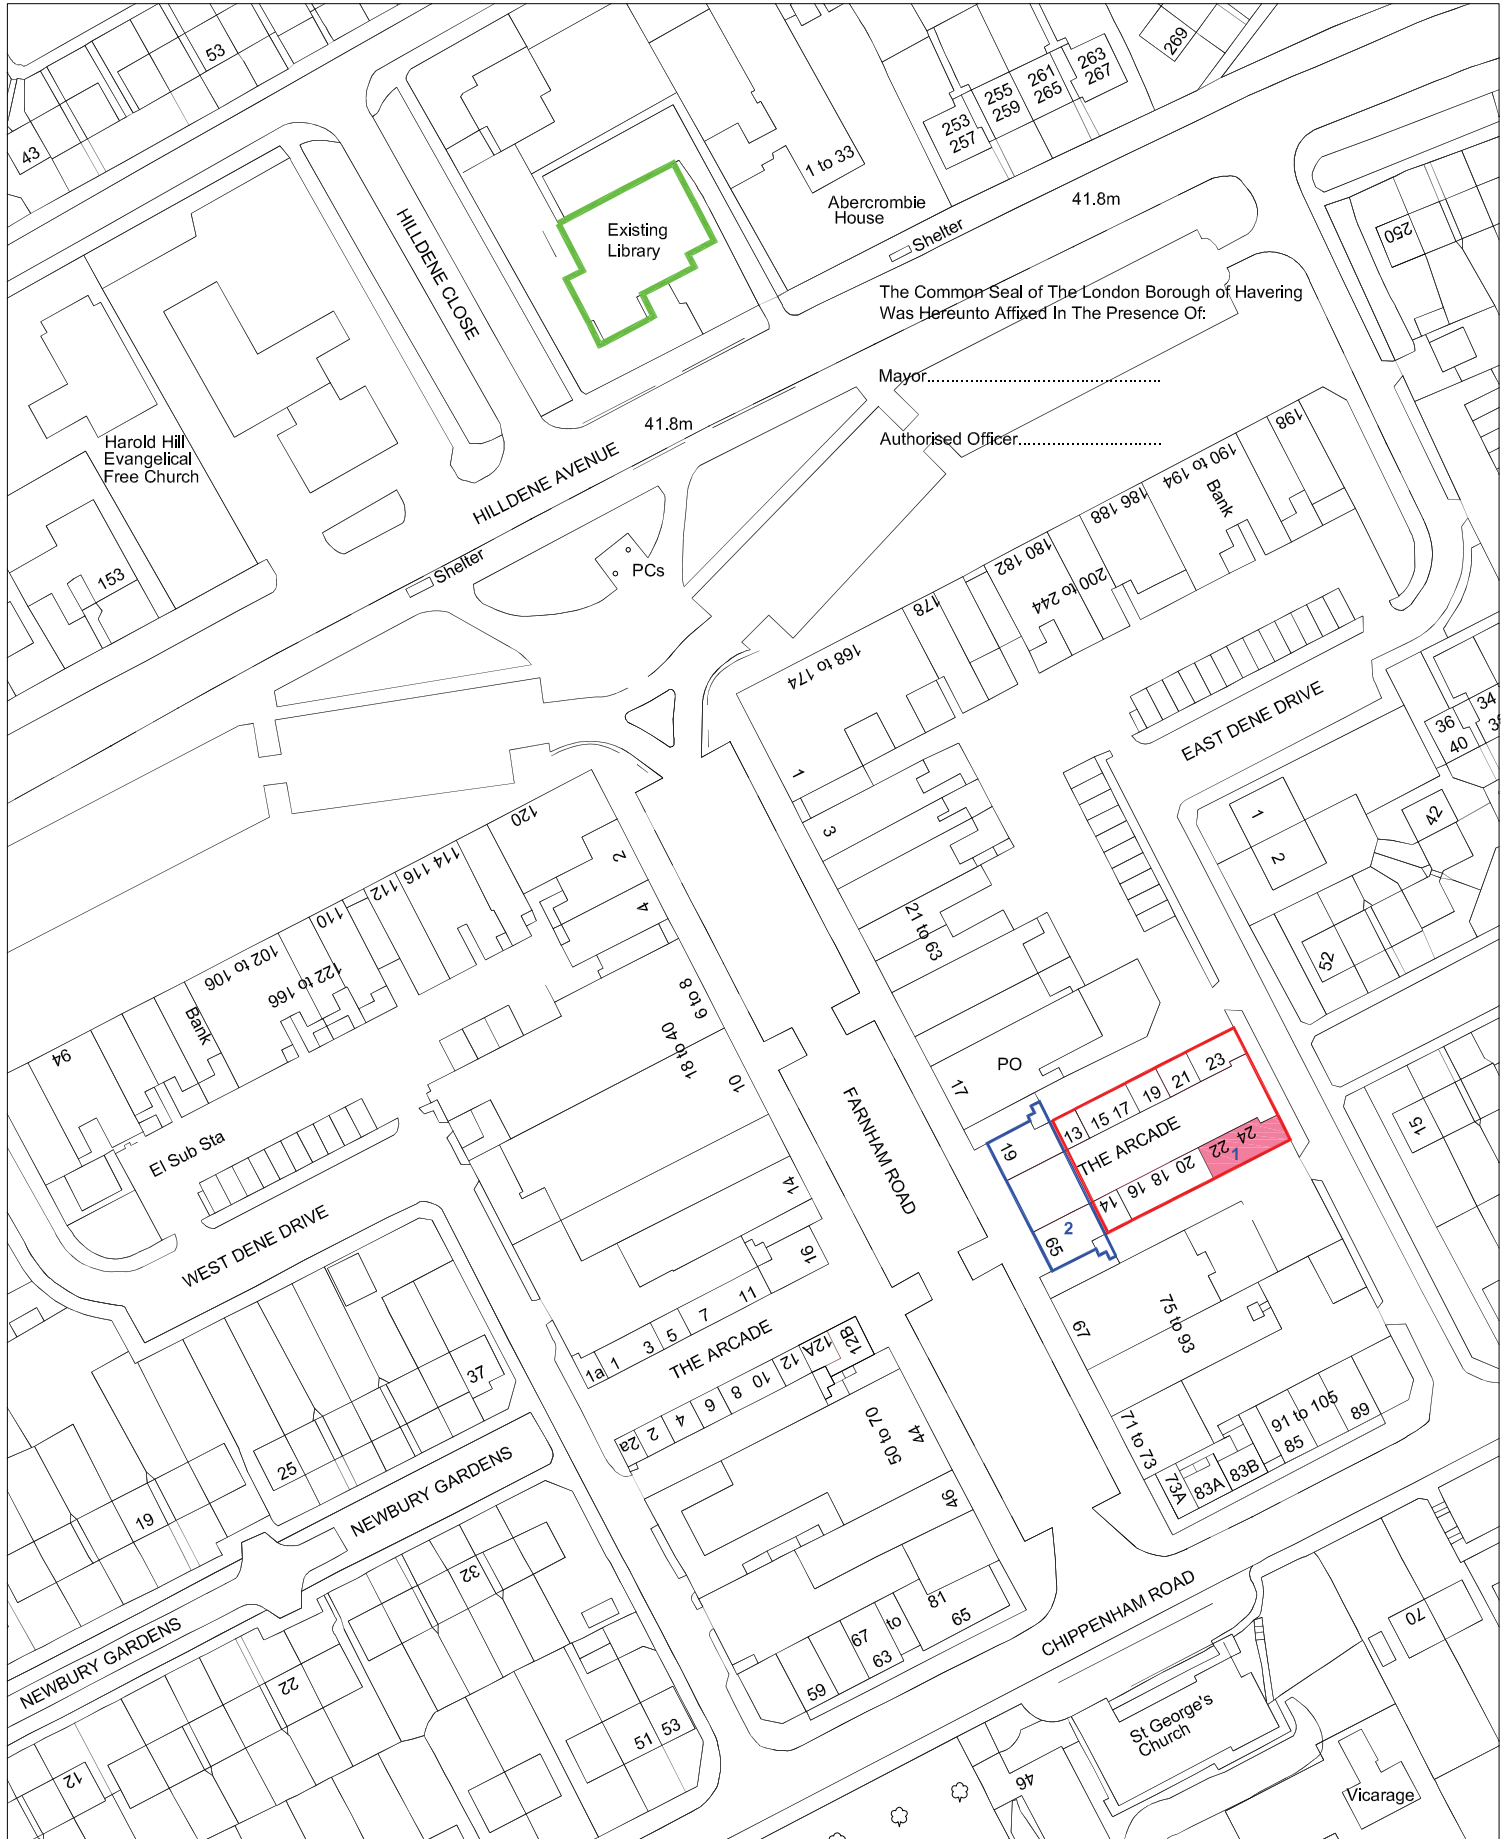 53
43
269
263
267
261
265
255
259
253
257
1 to 33
Abercrombie
House
41.8m
Shelter
250
HILLDENE CLOSE
Existing
Library
The Common Seal of The London Borough of Havering
Was Hereunto Affixed In The Presence Of:
Mayor
Authorised Officer
Harold Hill
Evangelical
Free Church
153
41.8m
HILLDENE AVENUE
Shelter
PCs
198
190 to 194
Bank
186 188
180 182
200 to 244
178
168 to 174
EAST DENE DRIVE
34
36
38
40
42
1
2
52
1
3
21 to 63
120
2
4
114 116
112
110
102 to 106
122 to 166
Bank
94
6 to 8
18 to 40
10
El Sub Sta
WEST DENE DRIVE
FARNHAM ROAD
PO
17
19
13
15 17
19
21
23
THE ARCADE
14
16
18
20
22
24
1
2
65
15
14
16
67
75 to 93
71 to 73
73A
83A
83B
85
91 to 105
89
1a
1
3
5
7
11
THE ARCADE
2a
2
4
6
8
10
12
12A
12B
50 to 70
44
46
37
25
19
NEWBURY GARDENS
NEWBURY GARDENS
32
22
12
51
53
59
63
67
to
81
65
CHIPPENHAM ROAD
70
St George's
Church
46
Vicarage